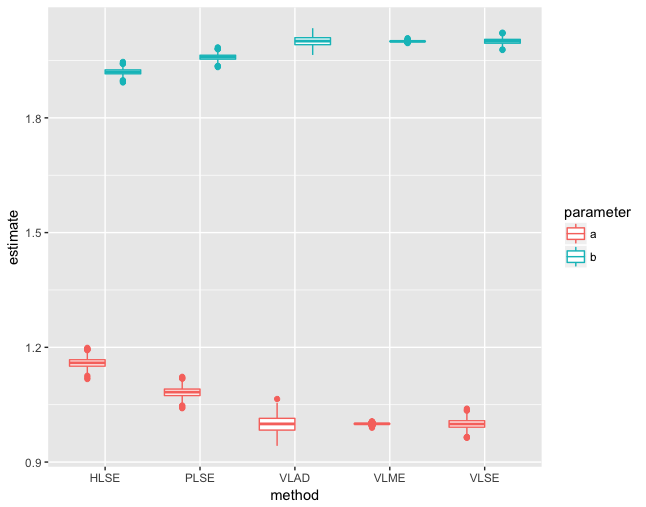 1.8
1.5
1.2
0.9
estimate
HLSE PLSE VLAD VLME VLSE
method
parameter
a
b